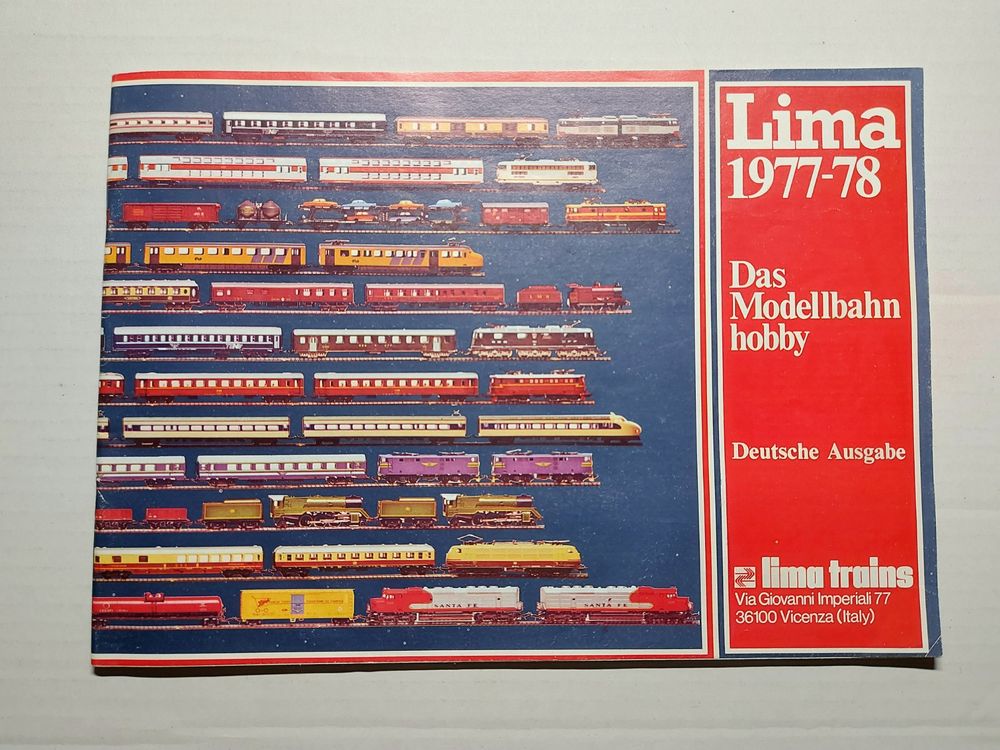 Lima
1977-78
Das
Modellbahn
hobby
Deutsche Ausgabe
lima trains
Via Giovanni Imperiali 77
36100 Vicenza (Italy)
SANTA FE
SANTA FE